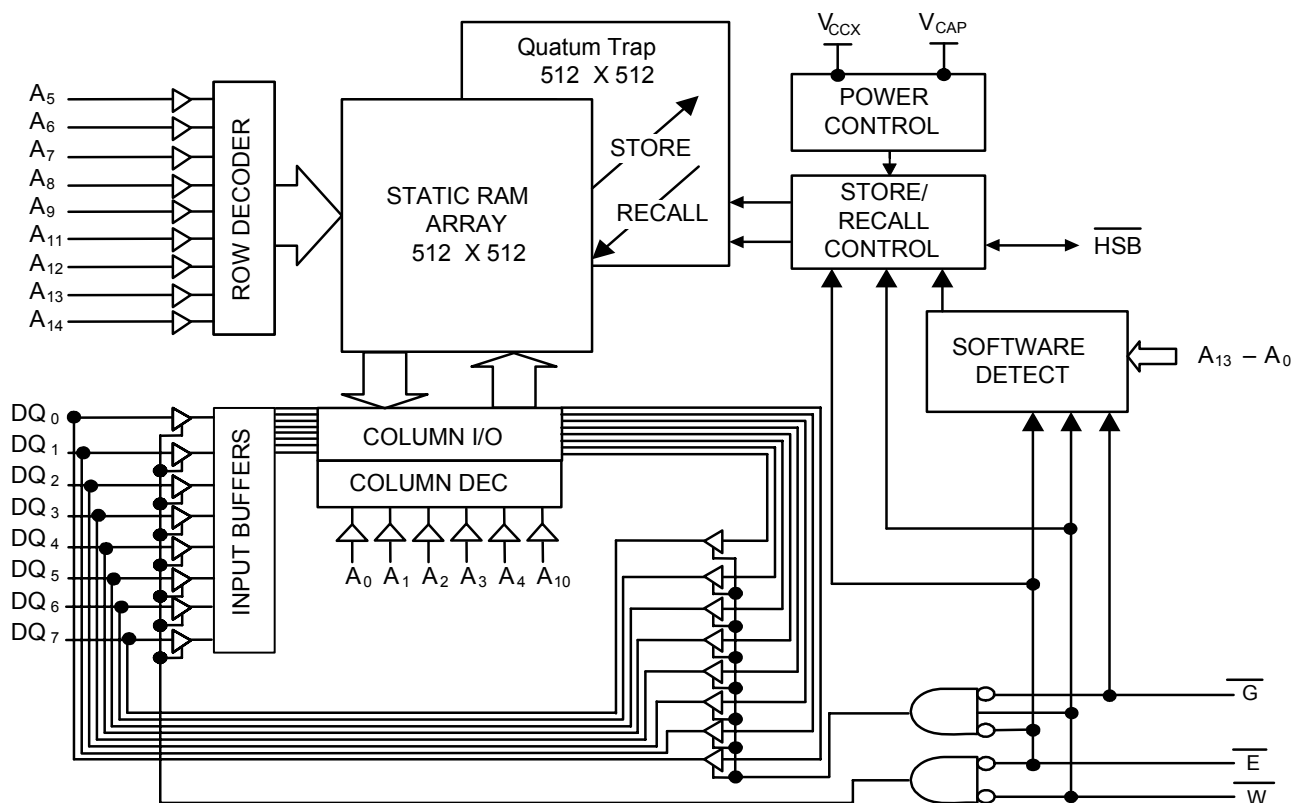 V_CCX
V_CAP
Quatum Trap
512 X 512
POWER
CONTROL
A5
A6
A7
A8
A9
A11
A12
A13
A14
ROW DECODER
STORE
STATIC RAM
ARRAY
512 X 512
RECALL
STORE/
RECALL
CONTROL
HSB
SOFTWARE
DETECT
A13 – A0
DQ0
DQ1
DQ2
DQ3
DQ4
DQ5
DQ6
DQ7
INPUT BUFFERS
COLUMN I/O
COLUMN DEC
A0 A1 A2 A3 A4 A10
G
E
W